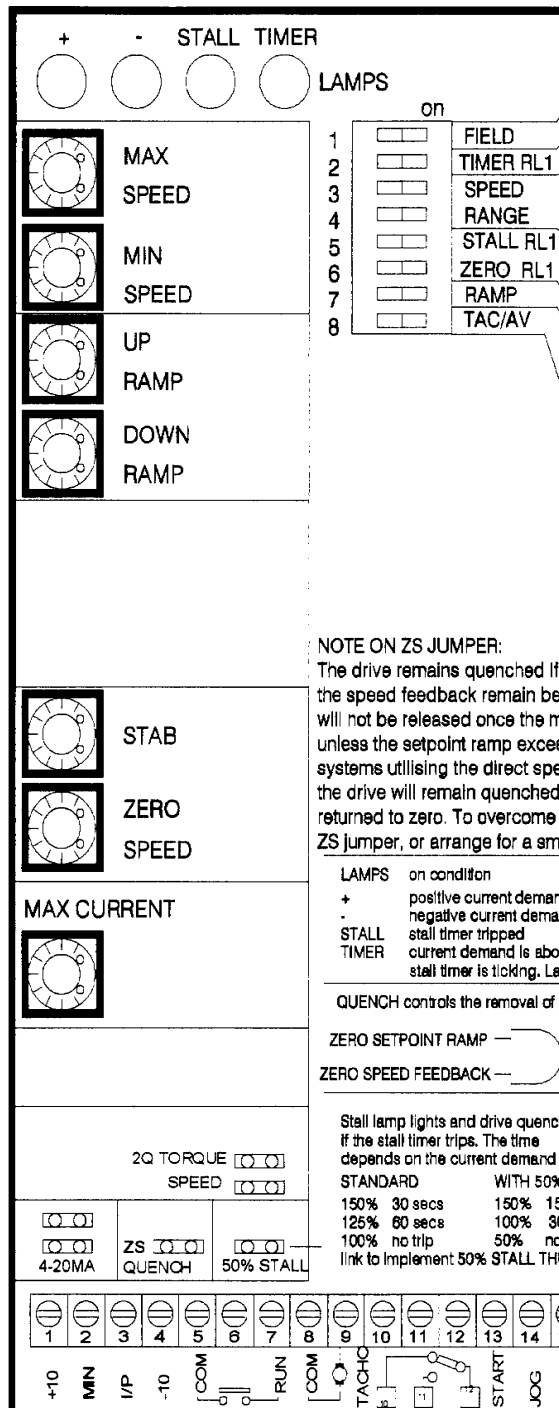 + - STALL TIMER
LAMPS
on
1 FIELD
2 TIMER RL1
3 SPEED
4 RANGE
5 STALL RL1
6 ZERO RL1
7 RAMP
8 TAC/AV
MAX
SPEED
MIN
SPEED
UP
RAMP
DOWN
RAMP
STAB
ZERO
SPEED
MAX CURRENT
NOTE ON ZS JUMPER:
The drive remains quenched if
the speed feedback remain be
will not be released once the m
unless the setpoint ramp excee
systems utilising the direct spe
the drive will remain quenched
returned to zero. To overcome
ZS jumper, or arrange for a sm
LAMPS on condition
+ positive current deman
- negative current dema
STALL stall timer tripped
TIMER current demand is abo
stall timer is ticking. La
QUENCH controls the removal of
ZERO SETPOINT RAMP
ZERO SPEED FEEDBACK
Stall lamp lights and drive quenc
if the stall timer trips. The time
depends on the current demand
STANDARD WITH 50%
150% 30 secs 150% 15
125% 60 secs 100% 30
100% no trip 50% no
link to implement 50% STALL TH
2Q TORQUE
SPEED
4-20MA
ZS
QUENCH
50% STALL
1 2 3 4 5 6 7 8 9 10 11 12 13 14
+10 MIN I/P -10 COM RUN COM TACHO 11 12 START JOG